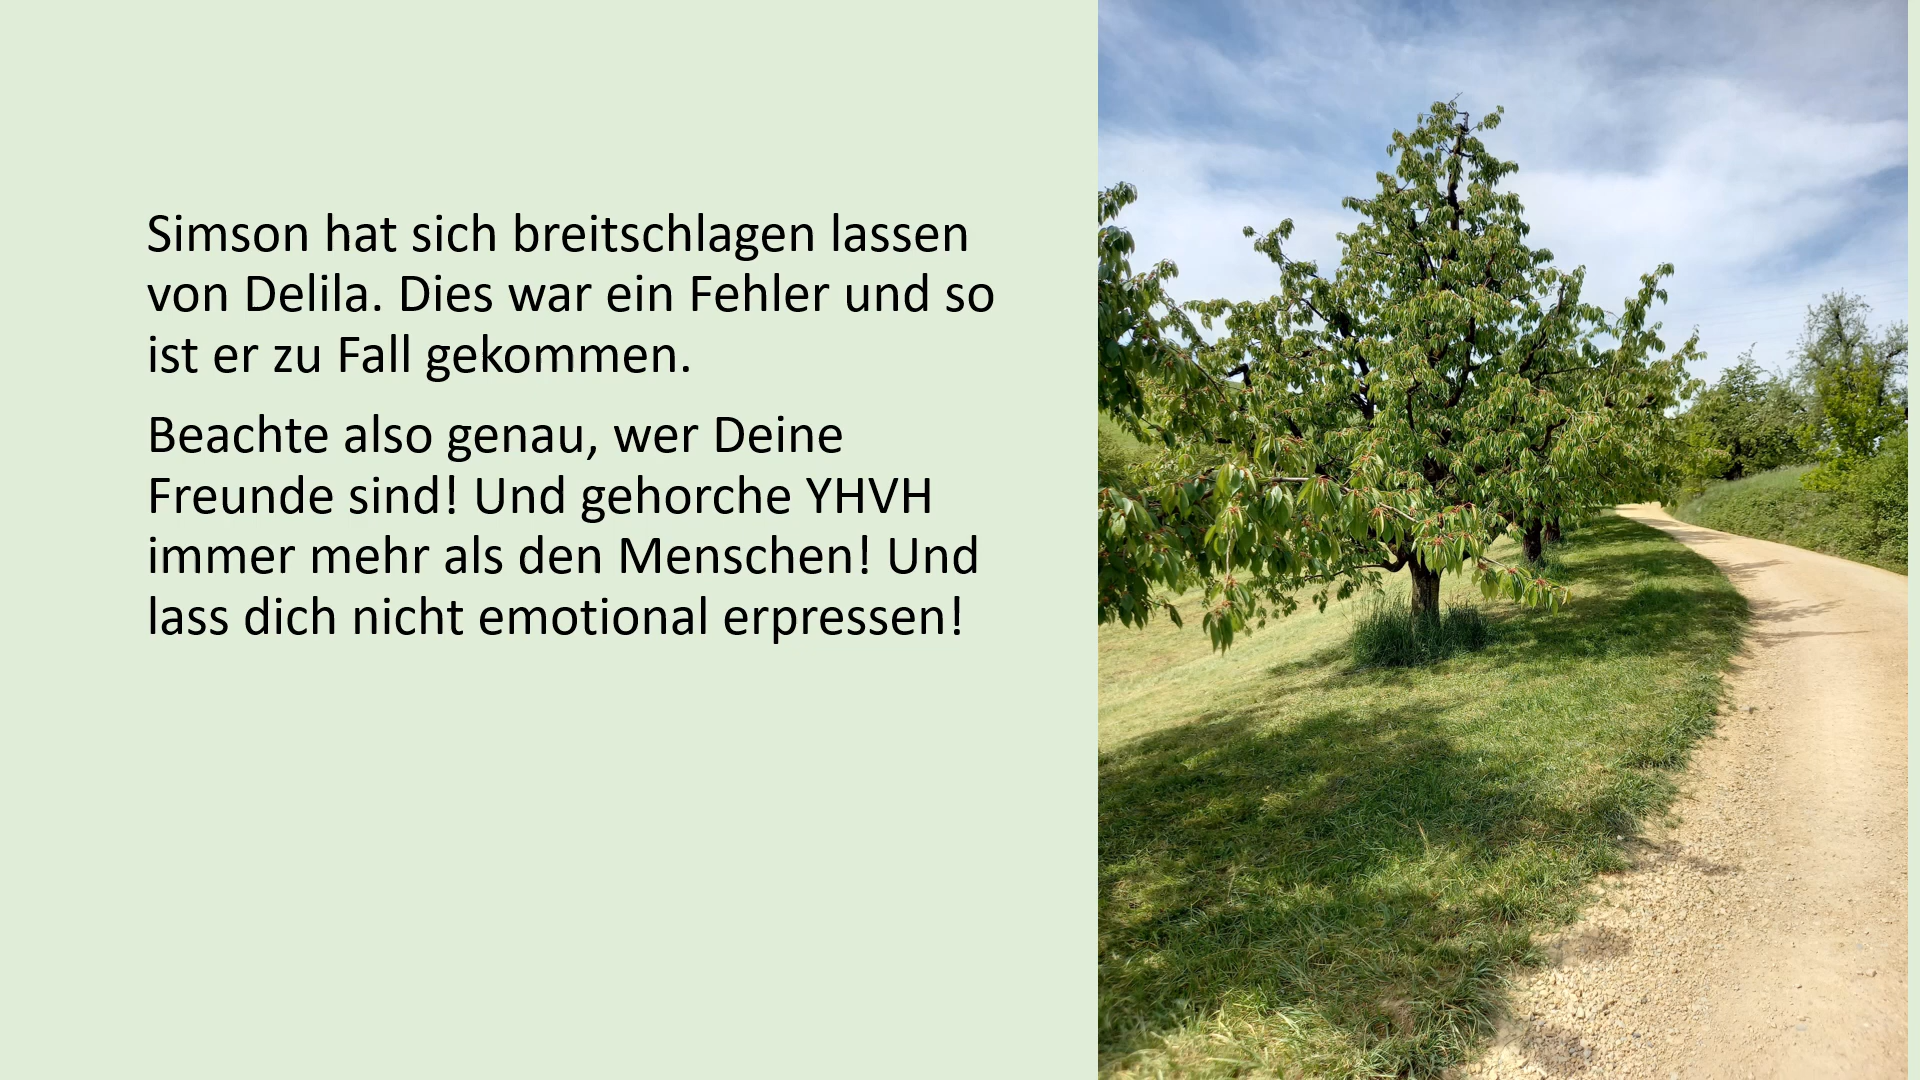 Simson hat sich breitschlagen lassen
von Delila. Dies war ein Fehler und so
ist er zu Fall gekommen.
Beachte also genau, wer Deine
Freunde sind! Und gehorche YHVH
immer mehr als den Menschen! Und
lass dich nicht emotional erpressen!